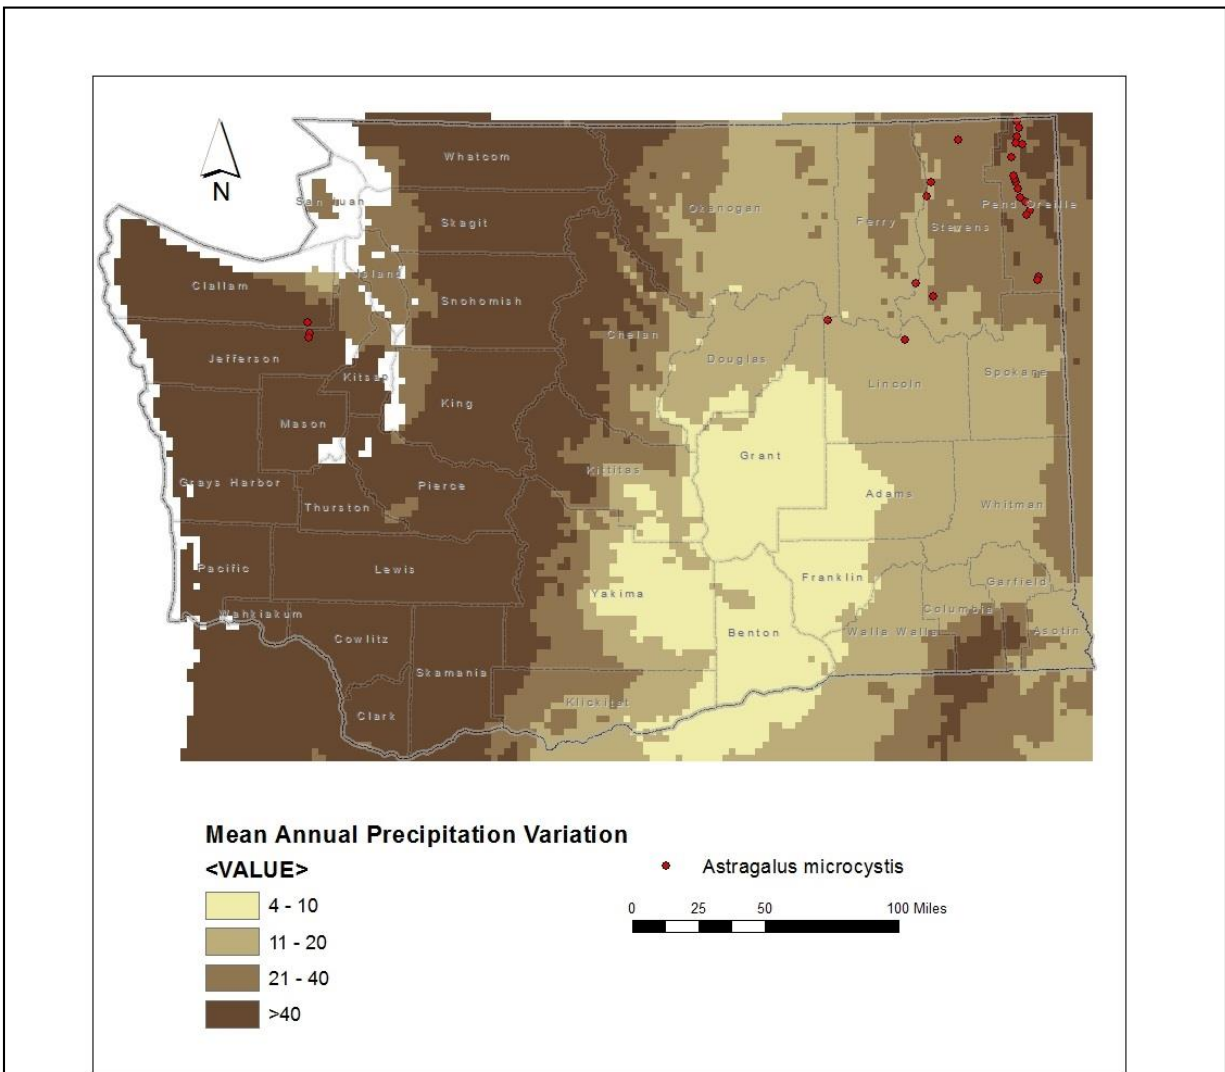 N
Whatcom
San Juan
Okanogan
Pend Oreille
Skagit
Ferry
Stevens
Island
Clallam
Snohomish
Chelan
Jefferson
Douglas
Kitsap
Lincoln
Spokane
King
Mason
Grant
Kittitas
Grays Harbor
Pierce
Adams
Thurston
Whitman
Pacific
Lewis
Franklin
Garfield
Yakima
Wahkiakum
Columbia
Benton
Walla Walla
Asotin
Cowlitz
Skamania
Klickitat
Clark
Mean Annual Precipitation Variation
<VALUE>
Astragalus microcystis
4 - 10
0 25 50 100 Miles
11 - 20
21 - 40
>40